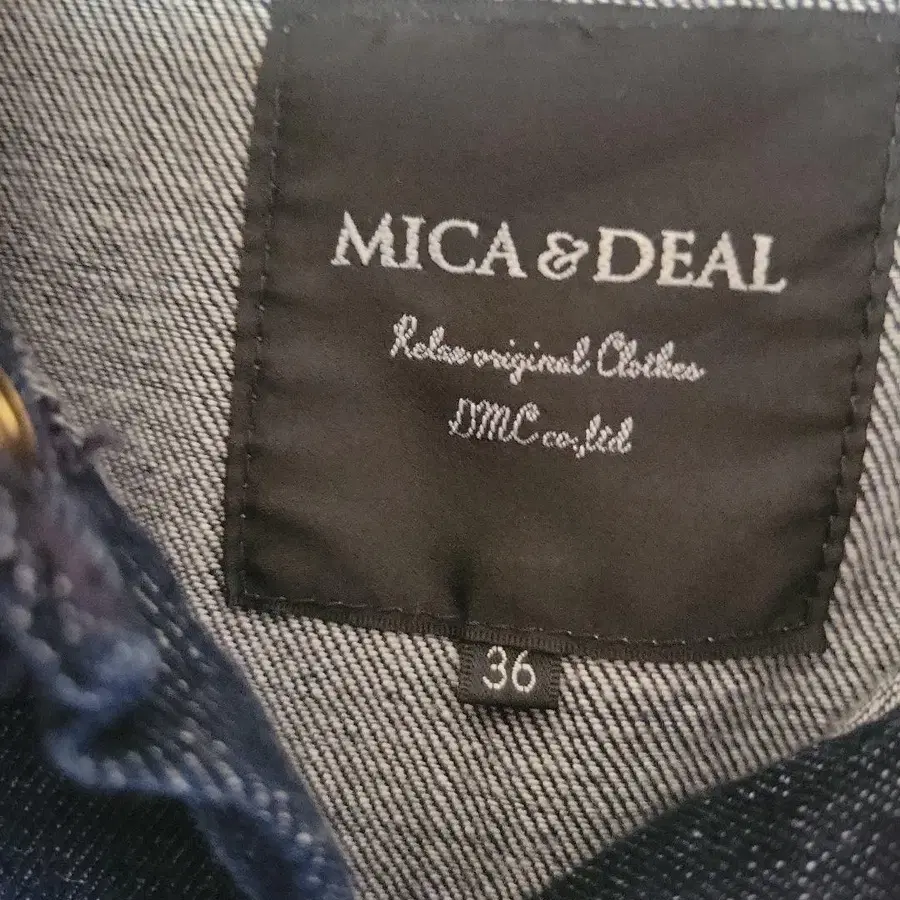 MICA & DEAL
Relax original Clothes
DMC co.,ltd
36